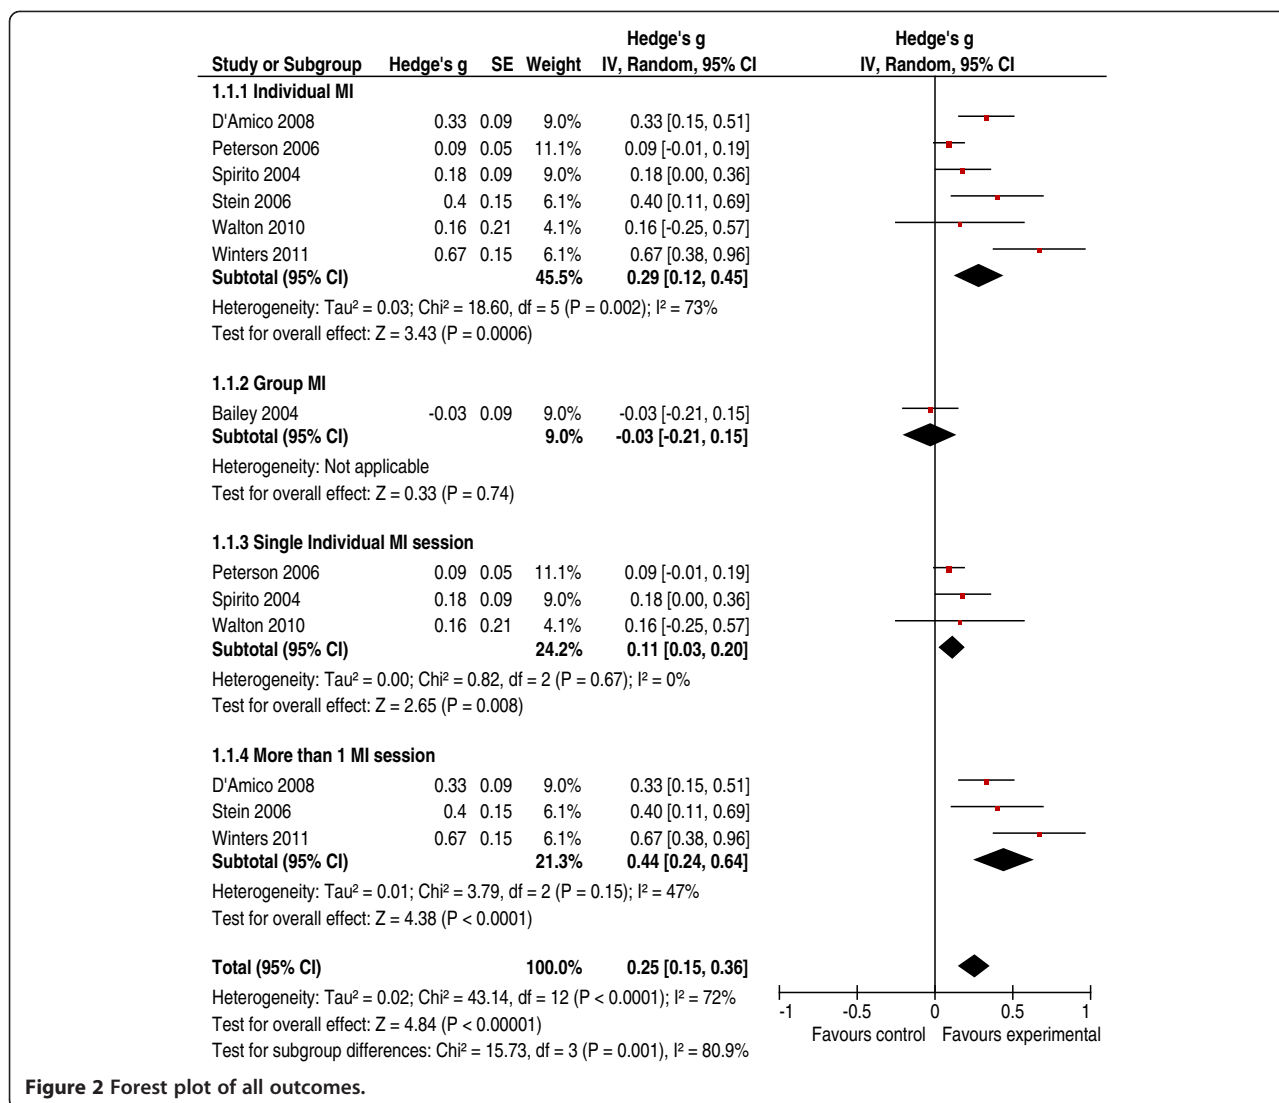 Hedge's g Hedge's g
Study or Subgroup Hedge's g SE Weight IV, Random, 95% CI IV, Random, 95% CI
1.1.1 Individual MI
D'Amico 2008 0.33 0.09 9.0% 0.33 [0.15, 0.51]
Peterson 2006 0.09 0.05 11.1% 0.09 [-0.01, 0.19]
Spirito 2004 0.18 0.09 9.0% 0.18 [0.00, 0.36]
Stein 2006 0.4 0.15 6.1% 0.40 [0.11, 0.69]
Walton 2010 0.16 0.21 4.1% 0.16 [-0.25, 0.57]
Winters 2011 0.67 0.15 6.1% 0.67 [0.38, 0.96]
Subtotal (95% CI) 45.5% 0.29 [0.12, 0.45]
Heterogeneity: Tau² = 0.03; Chi² = 18.60, df = 5 (P = 0.002); I² = 73%
Test for overall effect: Z = 3.43 (P = 0.0006)
1.1.2 Group MI
Bailey 2004 -0.03 0.09 9.0% -0.03 [-0.21, 0.15]
Subtotal (95% CI) 9.0% -0.03 [-0.21, 0.15]
Heterogeneity: Not applicable
Test for overall effect: Z = 0.33 (P = 0.74)
1.1.3 Single Individual MI session
Peterson 2006 0.09 0.05 11.1% 0.09 [-0.01, 0.19]
Spirito 2004 0.18 0.09 9.0% 0.18 [0.00, 0.36]
Walton 2010 0.16 0.21 4.1% 0.16 [-0.25, 0.57]
Subtotal (95% CI) 24.2% 0.11 [0.03, 0.20]
Heterogeneity: Tau² = 0.00; Chi² = 0.82, df = 2 (P = 0.67); I² = 0%
Test for overall effect: Z = 2.65 (P = 0.008)
1.1.4 More than 1 MI session
D'Amico 2008 0.33 0.09 9.0% 0.33 [0.15, 0.51]
Stein 2006 0.4 0.15 6.1% 0.40 [0.11, 0.69]
Winters 2011 0.67 0.15 6.1% 0.67 [0.38, 0.96]
Subtotal (95% CI) 21.3% 0.44 [0.24, 0.64]
Heterogeneity: Tau² = 0.01; Chi² = 3.79, df = 2 (P = 0.15); I² = 47%
Test for overall effect: Z = 4.38 (P < 0.0001)
Total (95% CI) 100.0% 0.25 [0.15, 0.36]
Heterogeneity: Tau² = 0.02; Chi² = 43.14, df = 12 (P < 0.0001); I² = 72%
Test for overall effect: Z = 4.84 (P < 0.00001)
Test for subgroup differences: Chi² = 15.73, df = 3 (P = 0.001), I² = 80.9%
-1 -0.5 0 0.5 1
Favours control Favours experimental
Figure 2 Forest plot of all outcomes.